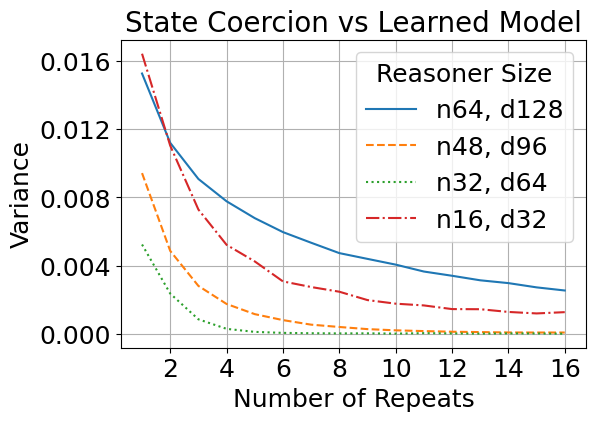 State Coercion vs Learned Model
Variance
0.016
0.012
0.008
0.004
0.000
Reasoner Size
n64, d128
n48, d96
n32, d64
n16, d32
2 4 6 8 10 12 14 16
Number of Repeats